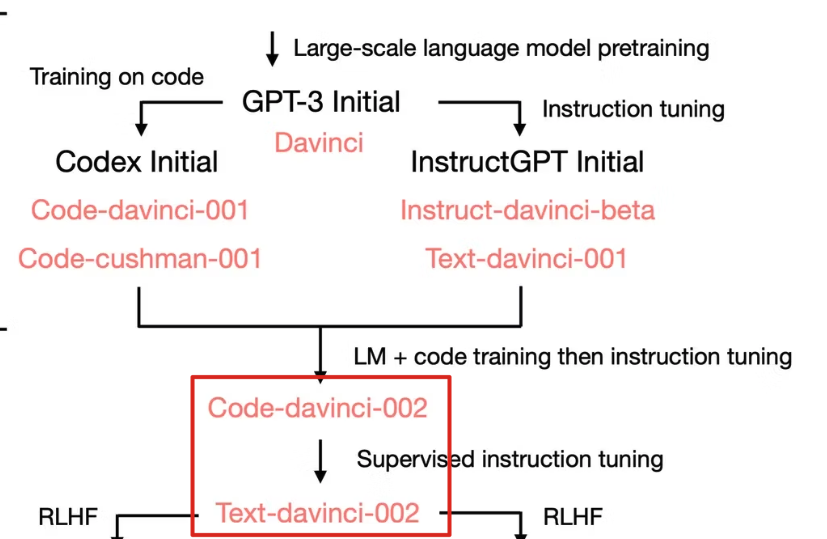 Large-scale language model pretraining
Training on code
GPT-3 Initial
Instruction tuning
Davinci
Codex Initial
InstructGPT Initial
Code-davinci-001
Instruct-davinci-beta
Code-cushman-001
Text-davinci-001
LM + code training then instruction tuning
Code-davinci-002
Supervised instruction tuning
RLHF
Text-davinci-002
RLHF